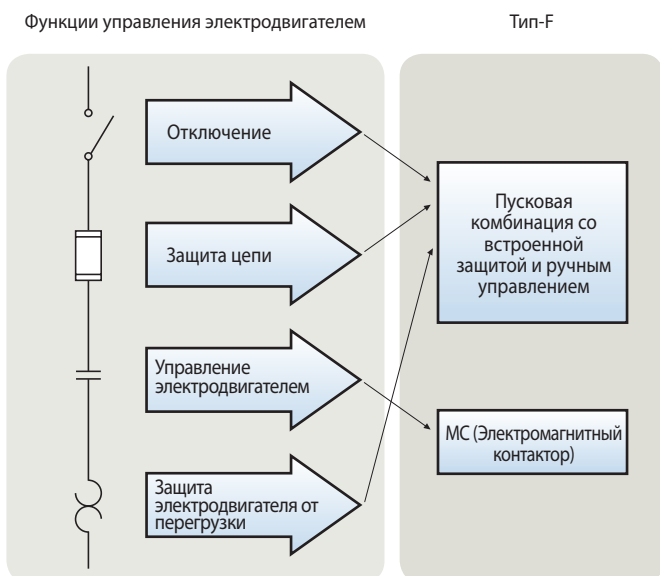 Функции управления электродвигателем
Тип-F
Отключение
Защита цепи
Управление
электродвигателем
Защита
электродвигателя от
перегрузки
Пусковая
комбинация со
встроенной
защитой и ручным
управлением
МС (Электромагнитный
контактор)